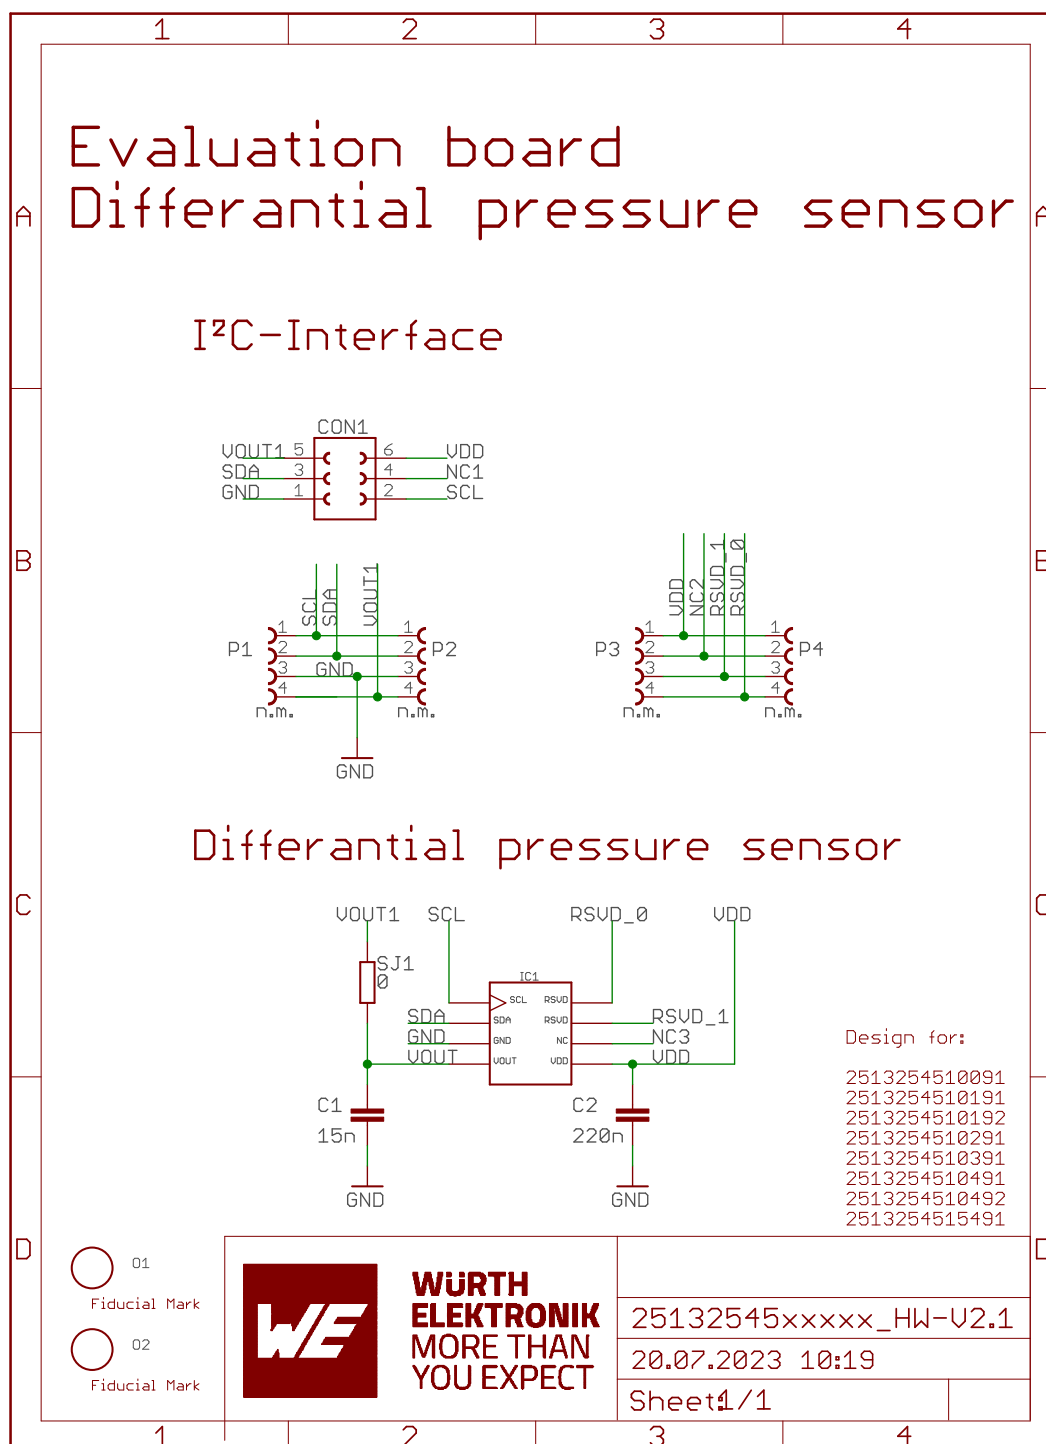 1 2 3 4
Evaluation board
A Differantial pressure sensor A
I²C-Interface
CON1
VOUT1 5 6 VDD
SDA 3 4 NC1
GND 1 2 SCL
B
SCL SDA VOUT1
VDD NC2 RSVD_1 RSVD_0
1 1 1 1
P1 2 2 P2 P3 2 2 P4
GND 3 3 3 3
4 4 4 4
n.m. n.m. n.m. n.m.
GND
Differantial pressure sensor
C
VOUT1 SCL RSVD_0 VDD
SJ1
0
IC1
SCL RSVD
SDA SDA RSVD RSVD_1
GND GND NC NC3
VOUT VOUT VDD VDD
C1
15n
C2
220n
GND GND
Design for:
2513254510091
2513254510191
2513254510192
2513254510291
2513254510391
2513254510491
2513254510492
2513254515491
D D
O1
Fiducial Mark
O2
Fiducial Mark
WE
WÜRTH
ELEKTRONIK
MORE THAN
YOU EXPECT
25132545xxxxx_HW-V2.1
20.07.2023 10:19
Sheet:1/1
1 2 3 4